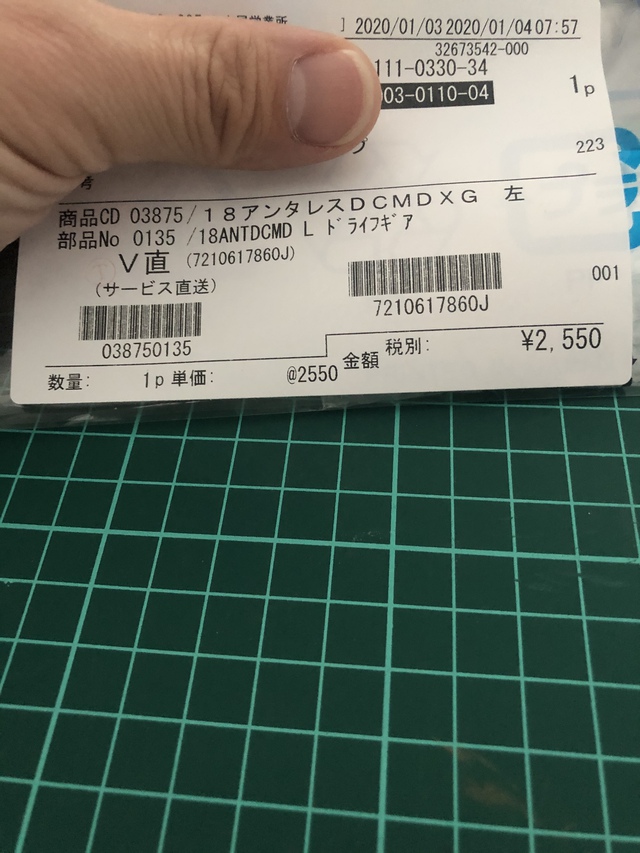 ] 2020/01/03 2020/01/04 07:57
32673542-000
111-0330-34
03-0110-04
1p
223
号
商品CD 03875/18アンタレスDCMDXG 左
部品No 0135 /18ANTDCMD L ﾄﾞﾗｲﾌｷﾞｱ
V直 (7210617860J)
(サービス直送)
001
038750135
7210617860J
数量: 1p 単価: @2550 金額 税別: ¥2,550